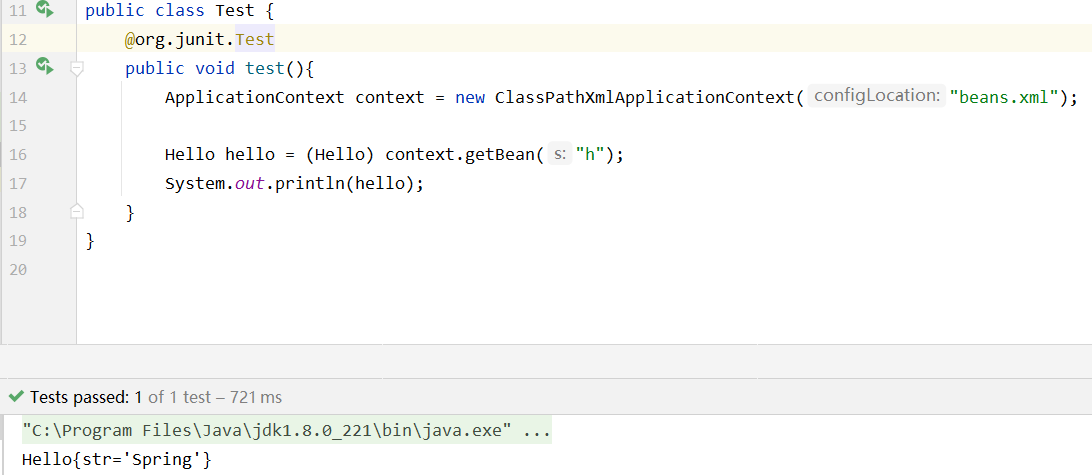 11 public class Test {
12 @org.junit.Test
13 public void test(){
14 ApplicationContext context = new ClassPathXmlApplicationContext( configLocation: "beans.xml");
15
16 Hello hello = (Hello) context.getBean( s: "h");
17 System.out.println(hello);
18 }
19 }
20
Tests passed: 1 of 1 test – 721 ms
"C:\Program Files\Java\jdk1.8.0_221\bin\java.exe" ...
Hello{str='Spring'}